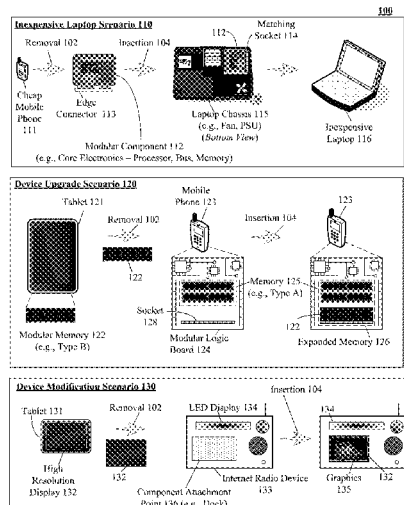 100
Inexpensive Laptop Scenario 110
Removal 102
Insertion 104
112
Matching
Socket 114
Cheap
Mobile
Phone
111
Edge
Connector 113
Laptop Chassis 115
(e.g., Fan, PSU)
(Bottom View)
Inexpensive
Laptop 116
Modular Component 112
(e.g., Core Electronics – Processor, Bus, Memory)
Device Upgrade Scenario 120
Tablet 121
Removal 102
122
Mobile
Phone 123
Insertion 104
123
Memory 125
(e.g., Type A)
Socket
128
122
Modular Memory 122
(e.g., Type B)
Modular Logic
Board 124
Expanded Memory 126
Device Modification Scenario 130
Insertion 104
Tablet 131
Removal 102
LED Display 134
134
132
High
Resolution
Display 132
Internet Radio Device
133
Graphics
135
132
Component Attachment
Point 136 (e.g., Dock)